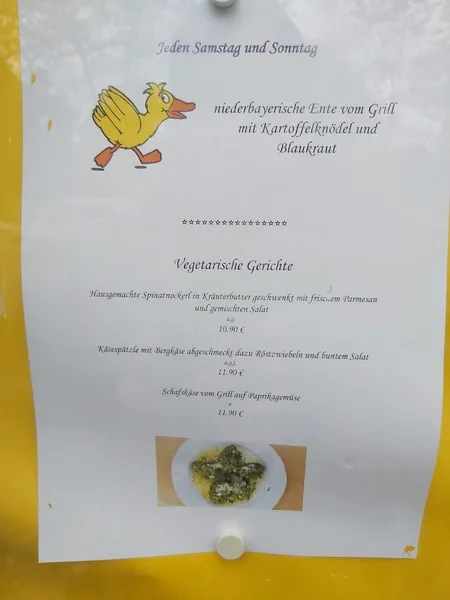 Jeden Samstag und Sonntag
niederbayerische Ente vom Grill
mit Kartoffelknödel und
Blaukraut
****************
Vegetarische Gerichte
Hausgemachte Spinatnockerl in Kräuterbutter geschwenkt mit frischem Parmesan
und gemischten Salat
10.90 €
Käsespätzle mit Bergkäse abgeschmeckt dazu Röstzwiebeln und buntem Salat
11.90 €
Schafskäse vom Grill auf Paprikagemüse
11.90 €